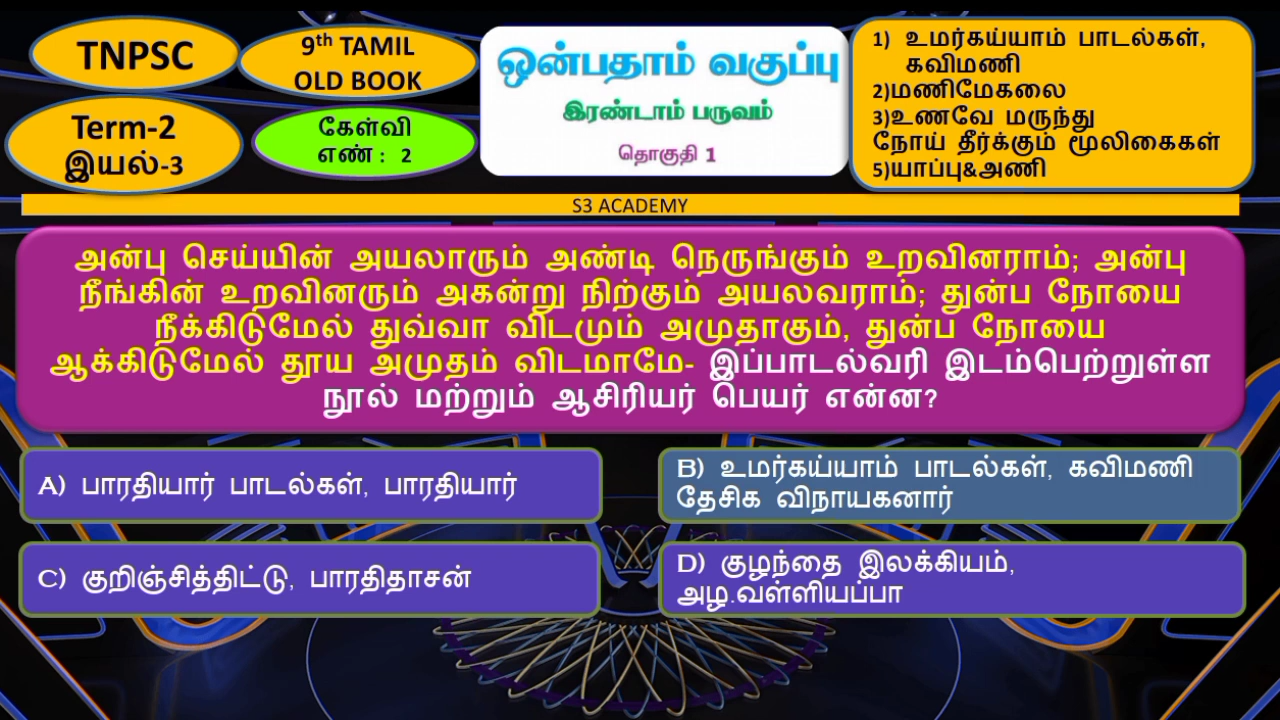 TNPSC
9th TAMIL
OLD BOOK
Term-2
இயல்-3
கேள்வி
எண் : 2
ஒன்பதாம் வகுப்பு
இரண்டாம் பருவம்
தொகுதி 1
1) உமர்கய்யாம் பாடல்கள்,
கவிமணி
2)மணிமேகலை
3)உணவே மருந்து
நோய் தீர்க்கும் மூலிகைகள்
5)யாப்பு&அணி
S3 ACADEMY
அன்பு செய்யின் அயலாரும் அண்டி நெருங்கும் உறவினராம்; அன்பு
நீங்கின் உறவினரும் அகன்று நிற்கும் அயலவராம்; துன்ப நோயை
நீக்கிடுமேல் துவ்வா விடமும் அமுதாகும், துன்ப நோயை
ஆக்கிடுமேல் தூய அமுதம் விடமாமே- இப்பாடல்வரி இடம்பெற்றுள்ள
நூல் மற்றும் ஆசிரியர் பெயர் என்ன?
A) பாரதியார் பாடல்கள், பாரதியார்
B) உமர்கய்யாம் பாடல்கள், கவிமணி
தேசிக விநாயகனார்
C) குறிஞ்சித்திட்டு, பாரதிதாசன்
D) குழந்தை இலக்கியம்,
அழ.வள்ளியப்பா